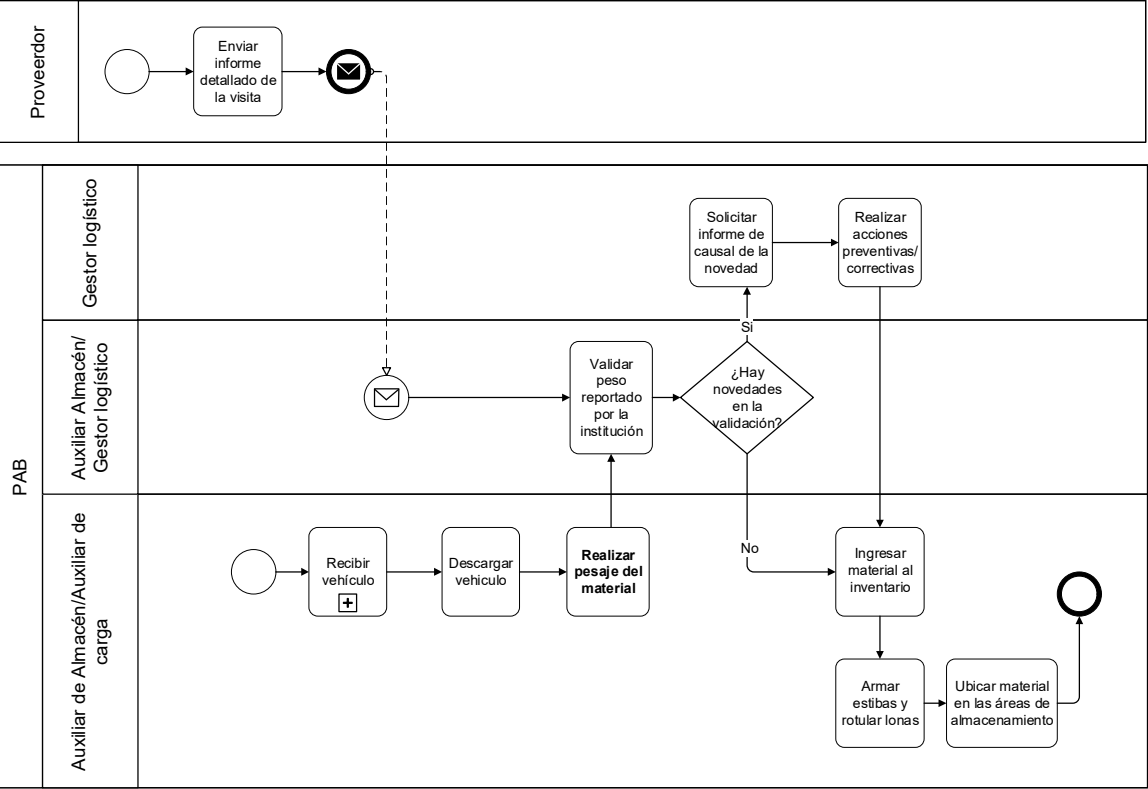 Proveerdor
Enviar
informe
detallado de
la visita
PAB
Gestor logístico
Solicitar
informe de
causal de la
novedad
Realizar
acciones
preventivas/
correctivas
Auxiliar Almacén/
Gestor logístico
Validar
peso
reportado
por la
institución
¿Hay
novedades
en la
validación?
Si
No
Auxiliar de Almacén/Auxiliar de
carga
Recibir
vehículo
Descargar
vehiculo
Realizar
pesaje del
material
Ingresar
material al
inventario
Armar
estibas y
rotular lonas
Ubicar material
en las áreas de
almacenamiento